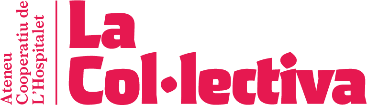 Ateneu
Cooperatiu de
L'Hospitalet
La
Col·lectiva